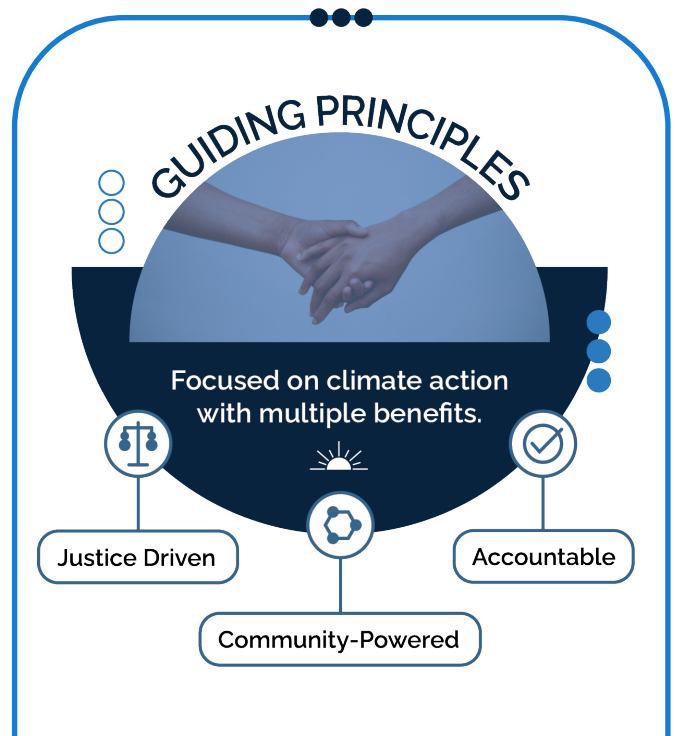 GUIDING PRINCIPLES
Focused on climate action
with multiple benefits.
Justice Driven
Accountable
Community-Powered